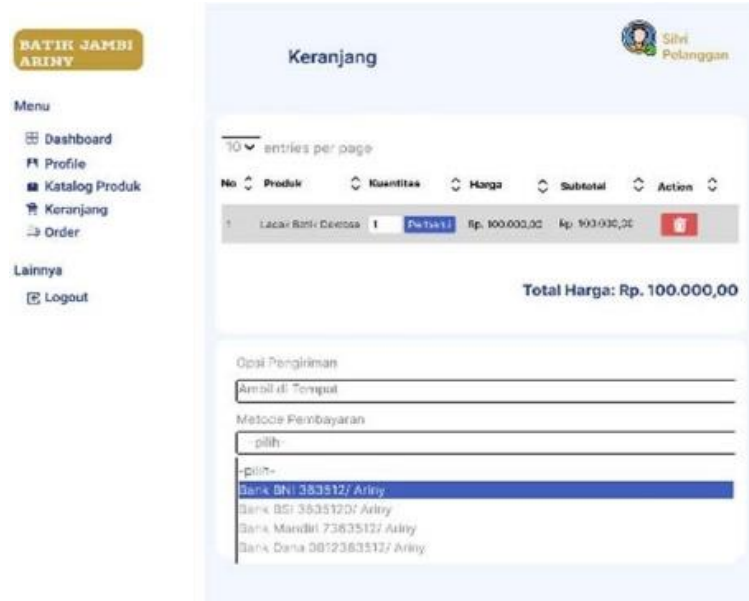 BATIK JAMBI
ARINY
Keranjang
Silvi
Pelanggan
Menu
Dashboard
Profile
Katalog Produk
Keranjang
Order
Lainnya
Logout
10 entries per page
No Produk Kuantitas Harga Subtotal Action
1 Batik Dewasa 1 Rp. 100.000,00 Rp. 100.000,00
Total Harga: Rp. 100.000,00
Opsi Pengiriman
Ambil di Tempat
Metode Pembayaran
-pilih-
-pilih-
Bank BNI 383512/ Ariny
Bank BSI 3835120/ Ariny
Bank Mandiri 7383512/ Ariny
Bank Dana 0812383512/ Ariny